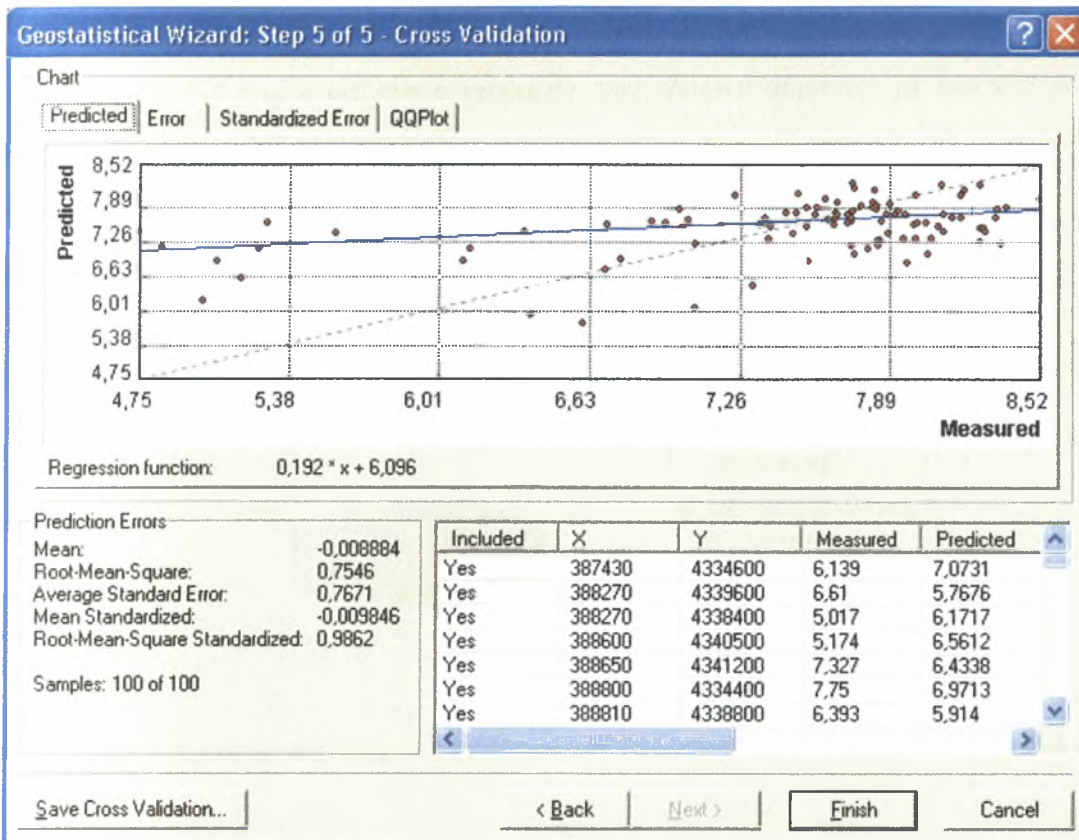 Geostatistical Wizard: Step 5 of 5 - Cross Validation
Chart
Predicted Error Standardized Error QQPlot
Predicted
8,52
7,89
7,26
6,63
6,01
5,38
4,75
4,75 5,38 6,01 6,63 7,26 7,89 8,52
Measured
Regression function: 0,192 * x + 6,096
Prediction Errors
Mean: -0,008884
Root-Mean-Square: 0,7546
Average Standard Error: 0,7671
Mean Standardized: -0,009846
Root-Mean-Square Standardized: 0,9862
Samples: 100 of 100
Included X Y Measured Predicted
Yes 387430 4334600 6,139 7,0731
Yes 388270 4339600 6,61 5,7676
Yes 388270 4338400 5,017 6,1717
Yes 388600 4340500 5,174 6,5612
Yes 388650 4341200 7,327 6,4338
Yes 388800 4334400 7,75 6,9713
Yes 388810 4338800 6,393 5,914
Save Cross Validation... < Back Next > Finish Cancel